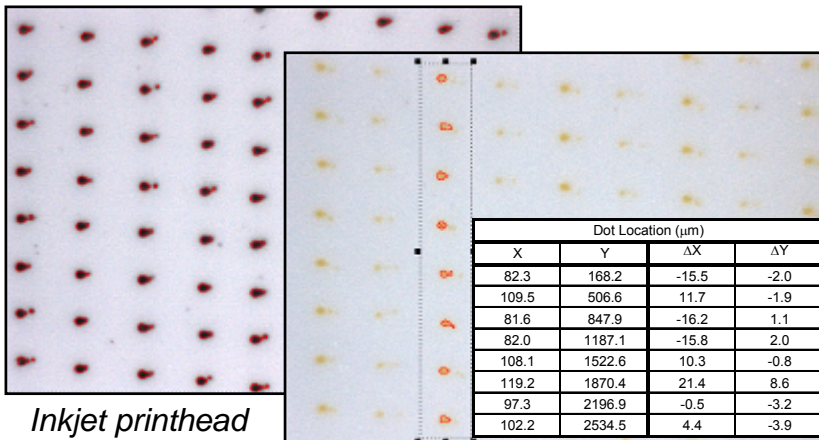 Dot Location (μm)
X Y ΔX ΔY
82.3 168.2 -15.5 -2.0
109.5 506.6 11.7 -1.9
81.6 847.9 -16.2 1.1
82.0 1187.1 -15.8 2.0
108.1 1522.6 10.3 -0.8
119.2 1870.4 21.4 8.6
97.3 2196.9 -0.5 -3.2
102.2 2534.5 4.4 -3.9
Inkjet printhead